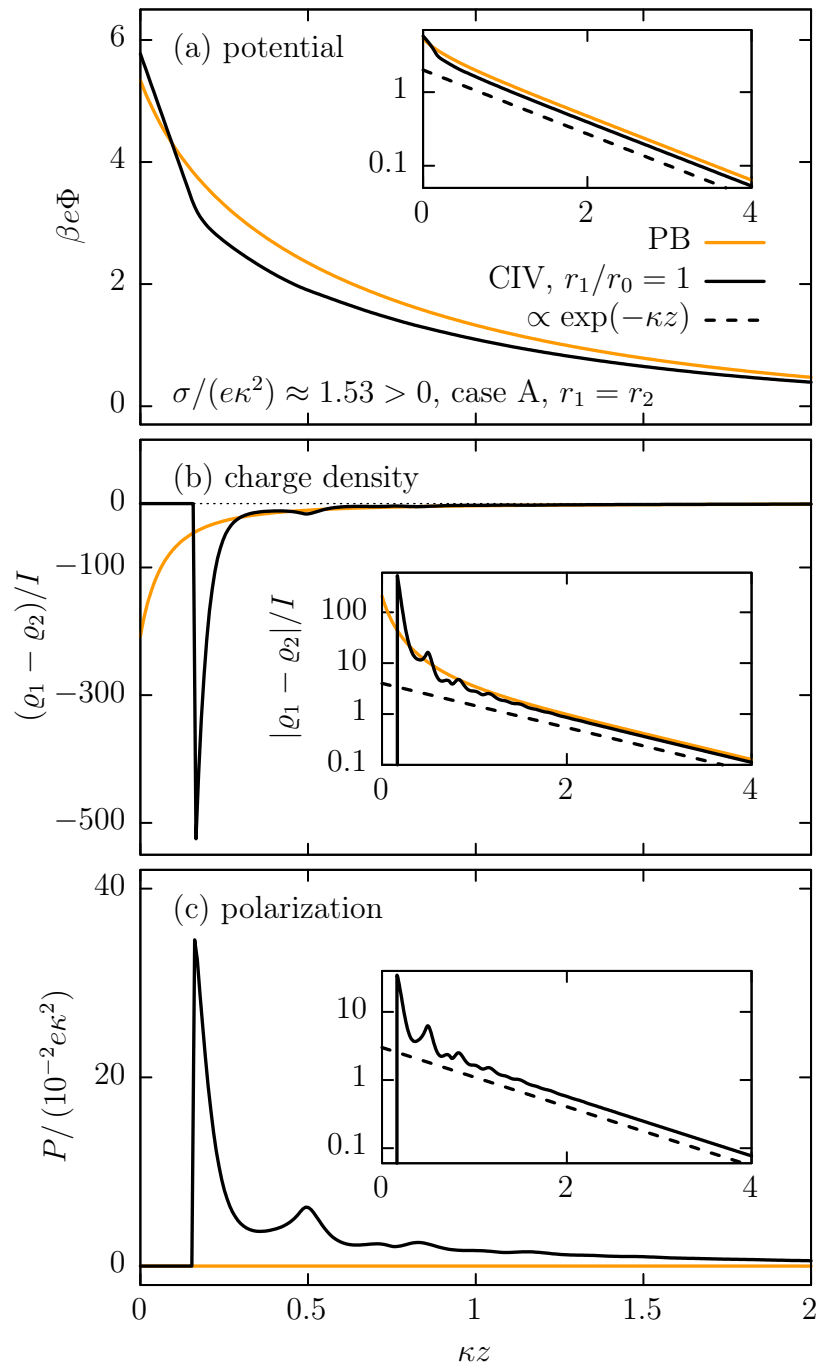 (a) potential
βeΦ
6
4
2
0
1
0.1
0 2 4
PB
CIV, r₁/r₀ = 1
∝ exp(−κz)
σ/(eκ²) ≈ 1.53 > 0, case A, r₁ = r₂
(b) charge density
(ϱ₁ − ϱ₂)/I
0
−100
−300
−500
|ϱ₁ − ϱ₂|/I
100
10
1
0.1
0 2 4
(c) polarization
P/(10⁻²eκ²)
40
20
0
10
1
0.1
0 2 4
0 0.5 1 1.5 2
κz